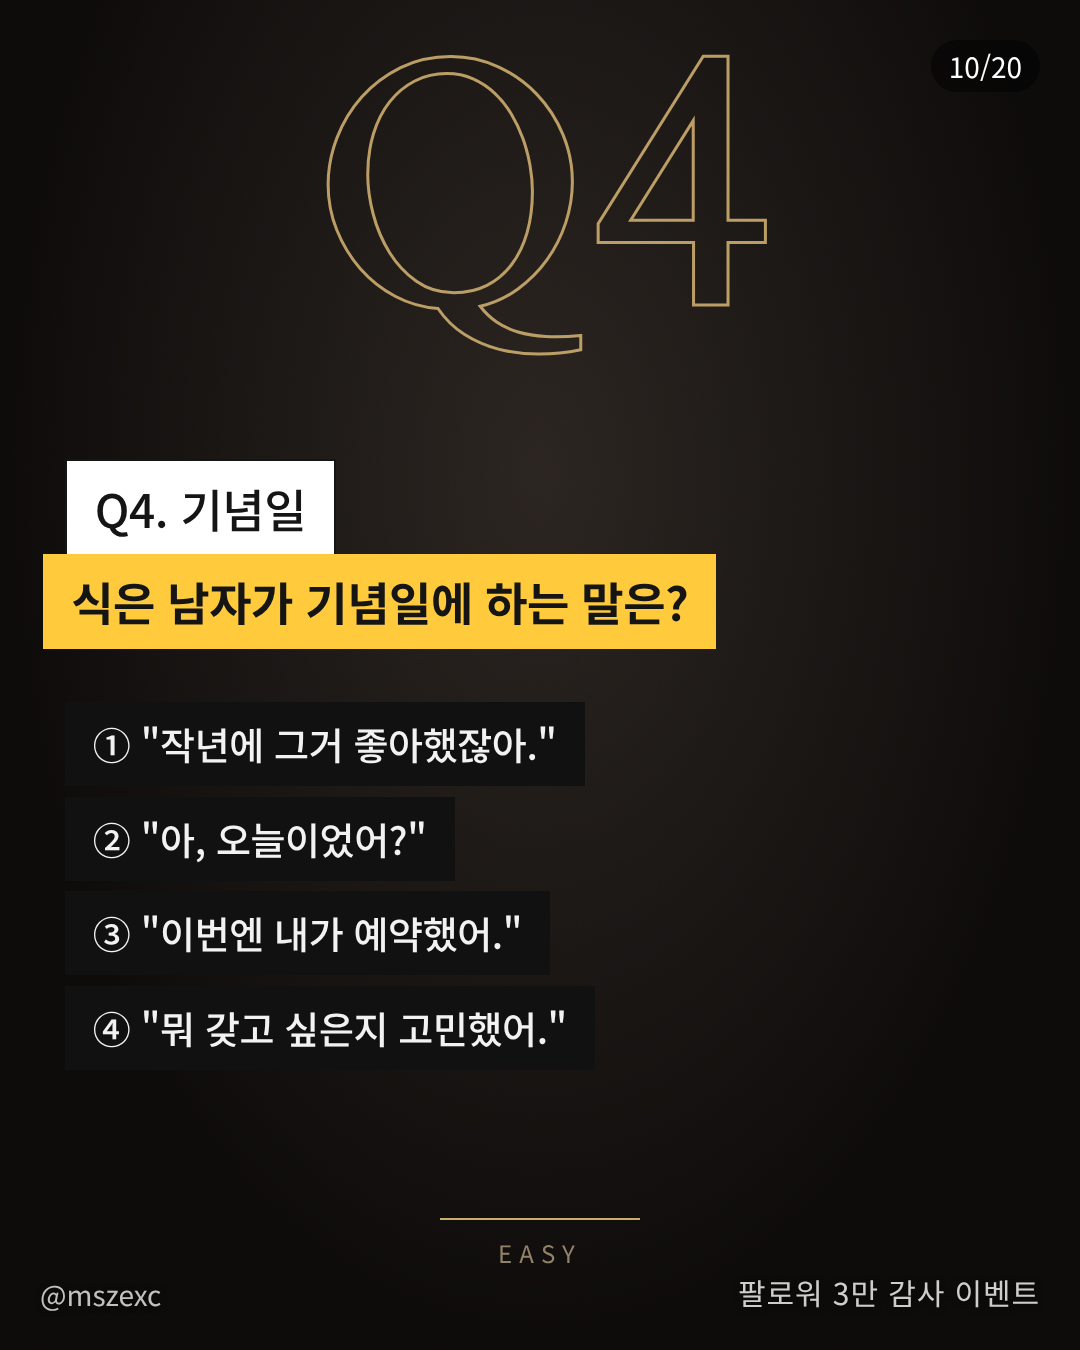 Q4
10/20
Q4. 기념일
식은 남자가 기념일에 하는 말은?
① "작년에 그거 좋아했잖아."
② "아, 오늘이었어?"
③ "이번엔 내가 예약했어."
④ "뭐 갖고 싶은지 고민했어."
EASY
@mszexc
팔로워 3만 감사 이벤트